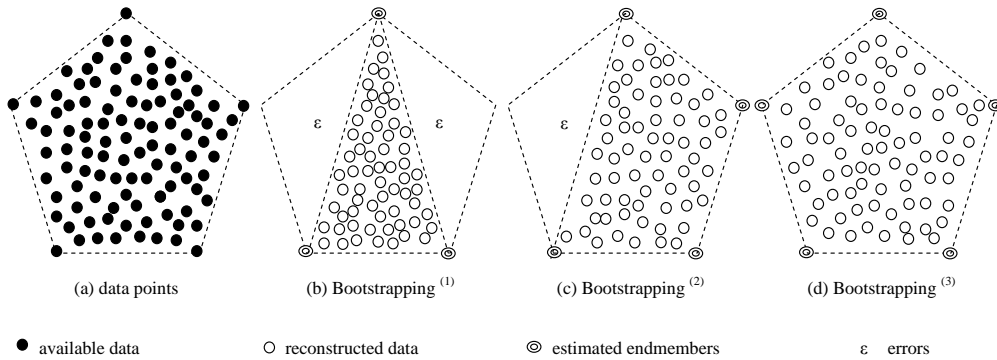 ε ε ε
(a) data points (b) Bootstrapping (1) (c) Bootstrapping (2) (d) Bootstrapping (3)
available data reconstructed data estimated endmembers ε errors